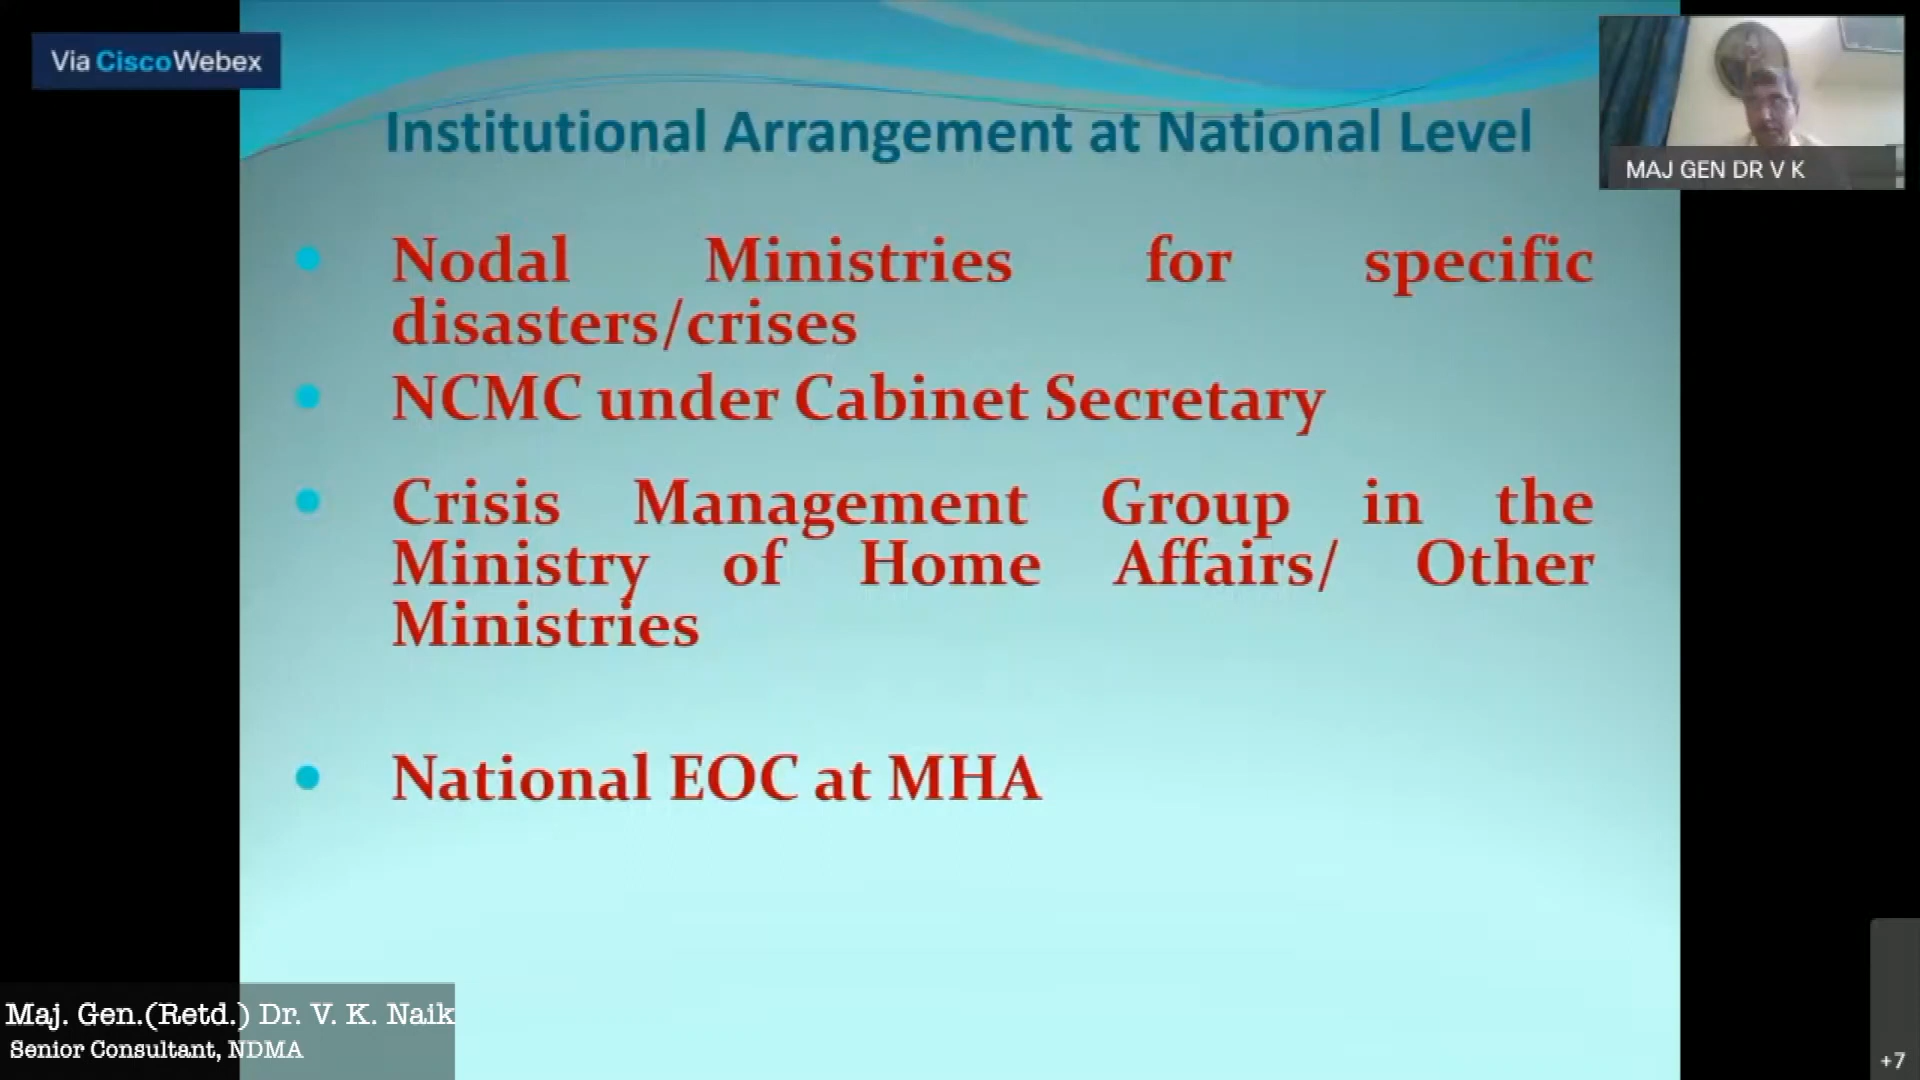 Via CiscoWebex
Institutional Arrangement at National Level
MAJ GEN DR V K
• Nodal Ministries for specific
disasters/crises
• NCMC under Cabinet Secretary
• Crisis Management Group in the
Ministry of Home Affairs/ Other
Ministries
• National EOC at MHA
Maj. Gen.(Retd.) Dr. V. K. Naik
Senior Consultant, NDMA
+7